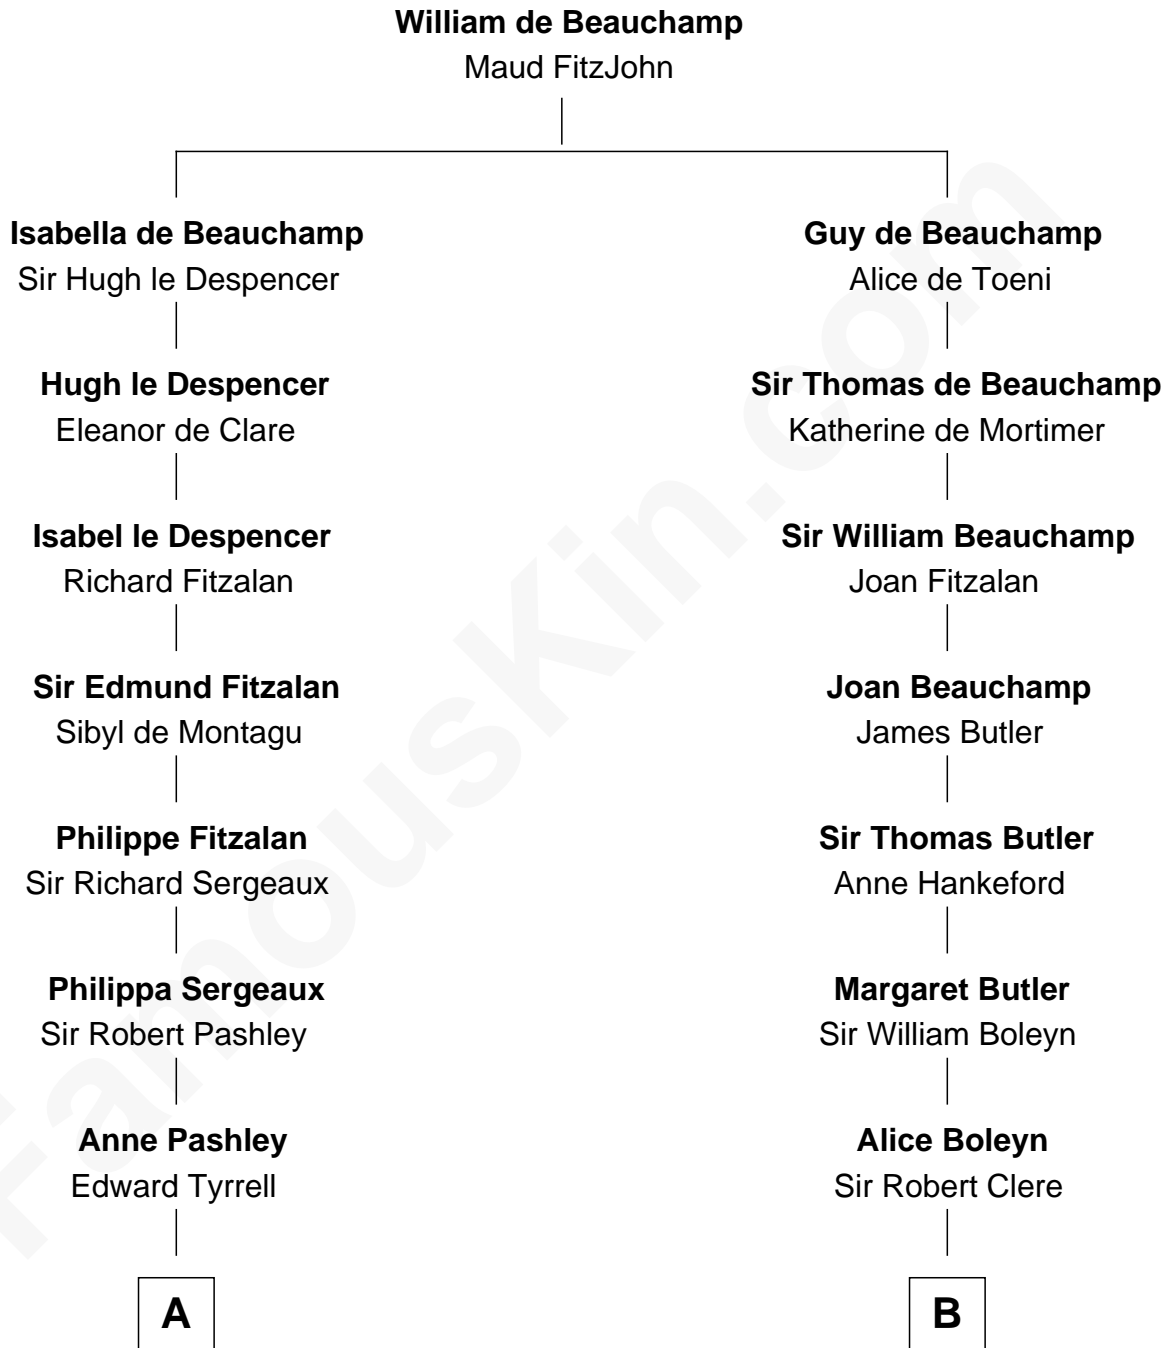 William de Beauchamp
Maud FitzJohn
Isabella de Beauchamp
Sir Hugh le Despencer
Guy de Beauchamp
Alice de Toeni
Hugh le Despencer
Eleanor de Clare
Sir Thomas de Beauchamp
Katherine de Mortimer
Isabel le Despencer
Richard Fitzalan
Sir William Beauchamp
Joan Fitzalan
Sir Edmund Fitzalan
Sibyl de Montagu
Joan Beauchamp
James Butler
Philippe Fitzalan
Sir Richard Sergeaux
Sir Thomas Butler
Anne Hankeford
Philippa Sergeaux
Sir Robert Pashley
Margaret Butler
Sir William Boleyn
Anne Pashley
Edward Tyrrell
Alice Boleyn
Sir Robert Clere
A
B
FamousKin.com